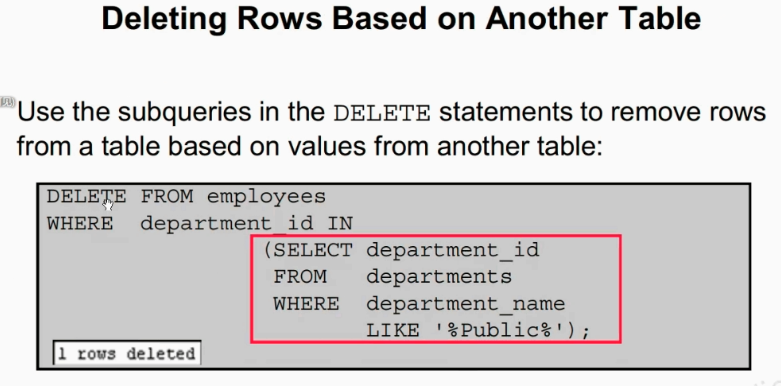 Deleting Rows Based on Another Table
Use the subqueries in the DELETE statements to remove rows
from a table based on values from another table:
DELETE FROM employees
WHERE department_id IN
(SELECT department_id
FROM departments
WHERE department_name
LIKE '%Public%');
1 rows deleted